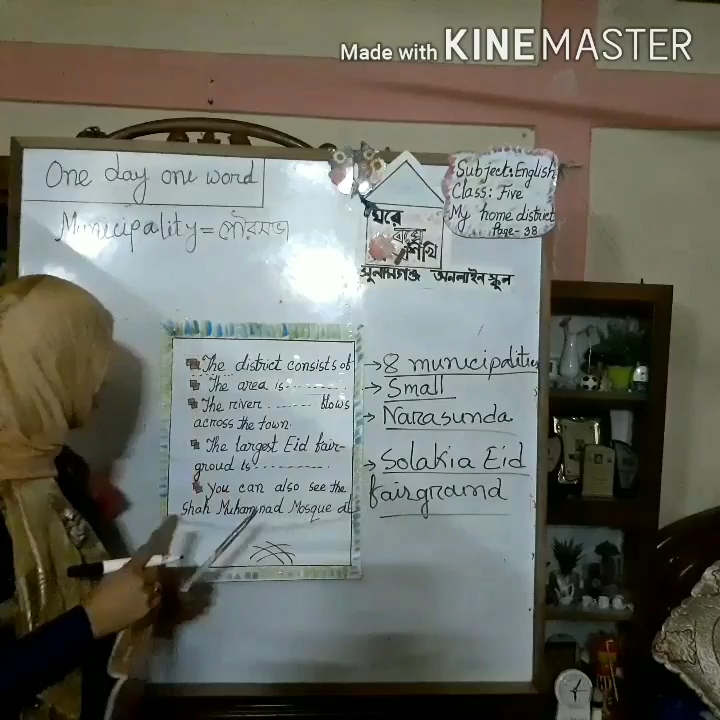 Made with KINEMASTER
One day one word
Municipality = পৌরসভা
ঘরে
বসে
শিখি
সুনামগঞ্জ অনলাইন স্কুল
Subject: English
Class: Five
My home district
Page- 38
The district consists of
The area is ----------
The river ------- blows
across the town.
The largest Eid fair-
groud is ----------
You can also see the
Shah Muhammad Mosque at
→ 8 municipalities
→ Small
→ Narasunda
→ Solakia Eid
fairground